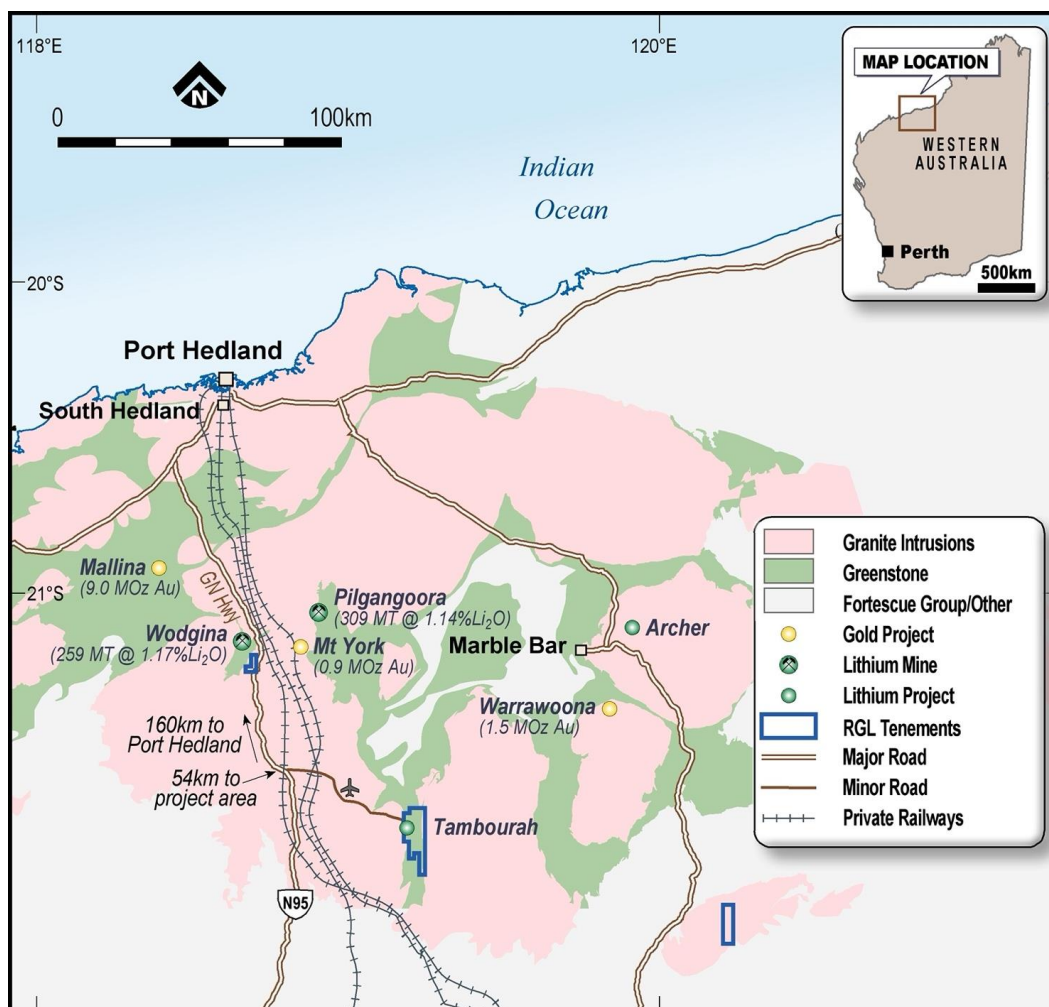 118°E
120°E
N
0
100km
Indian
Ocean
MAP LOCATION
WESTERN
AUSTRALIA
Perth
500km
20°S
Port Hedland
South Hedland
Mallina
(9.0 MOz Au)
21°S
GN Hwy
Pilgangoora
(309 MT @ 1.14%Li₂O)
Wodgina
(259 MT @ 1.17%Li₂O)
Mt York
(0.9 MOz Au)
Marble Bar
Archer
Warrawoona
(1.5 MOz Au)
160km to
Port Hedland
54km to
project area
Tambourah
N95
Granite Intrusions
Greenstone
Fortescue Group/Other
Gold Project
Lithium Mine
Lithium Project
RGL Tenements
Major Road
Minor Road
Private Railways